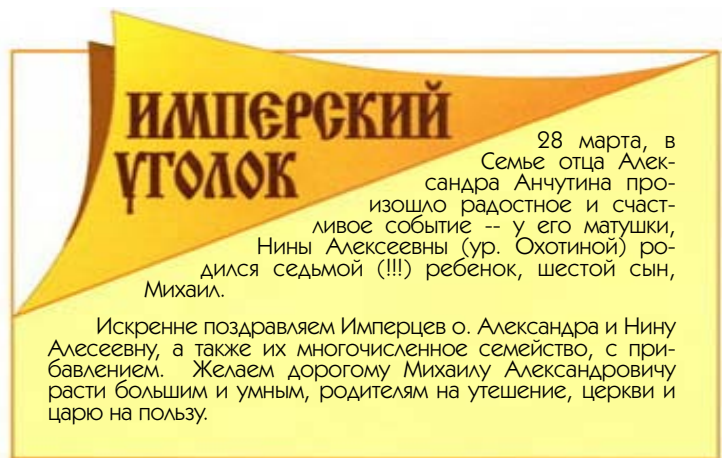 ИМПЕРСКИЙ
УГОЛОК
28 марта, в
Семье отца Алек-
сандра Анчутина про-
изошло радостное и счаст-
ливое событие -- у его матушки,
Нины Алексеевны (ур. Охотиной) ро-
дился седьмой (!!!) ребенок, шестой сын,
Михаил.
Искренне поздравляем Имперцев о. Александра и Нину
Алесеевну, а также их многочисленное семейство, с при-
бавлением. Желаем дорогому Михаилу Александровичу
расти большим и умным, родителям на утешение, церкви и
царю на пользу.